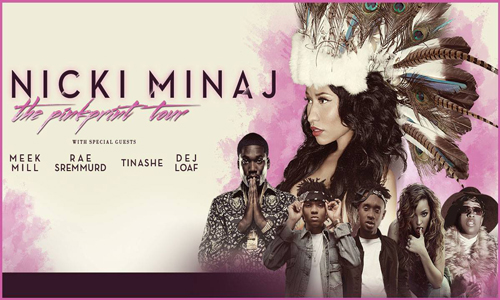 NICKI MINAJ
the pinkprint tour
WITH SPECIAL GUESTS
MEEK MILL
RAE SREMMURD
TINASHE
DEJ LOAF